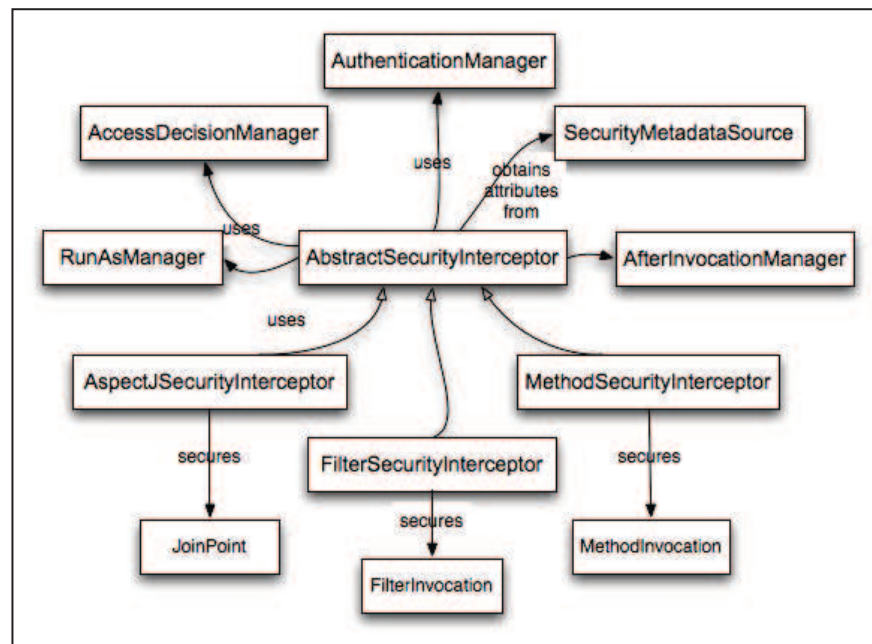 AuthenticationManager
AccessDecisionManager
SecurityMetadataSource
uses
obtains
attributes
from
uses
RunAsManager
AbstractSecurityInterceptor
AfterInvocationManager
uses
AspectJSecurityInterceptor
MethodSecurityInterceptor
secures
FilterSecurityInterceptor
secures
secures
JoinPoint
MethodInvocation
FilterInvocation